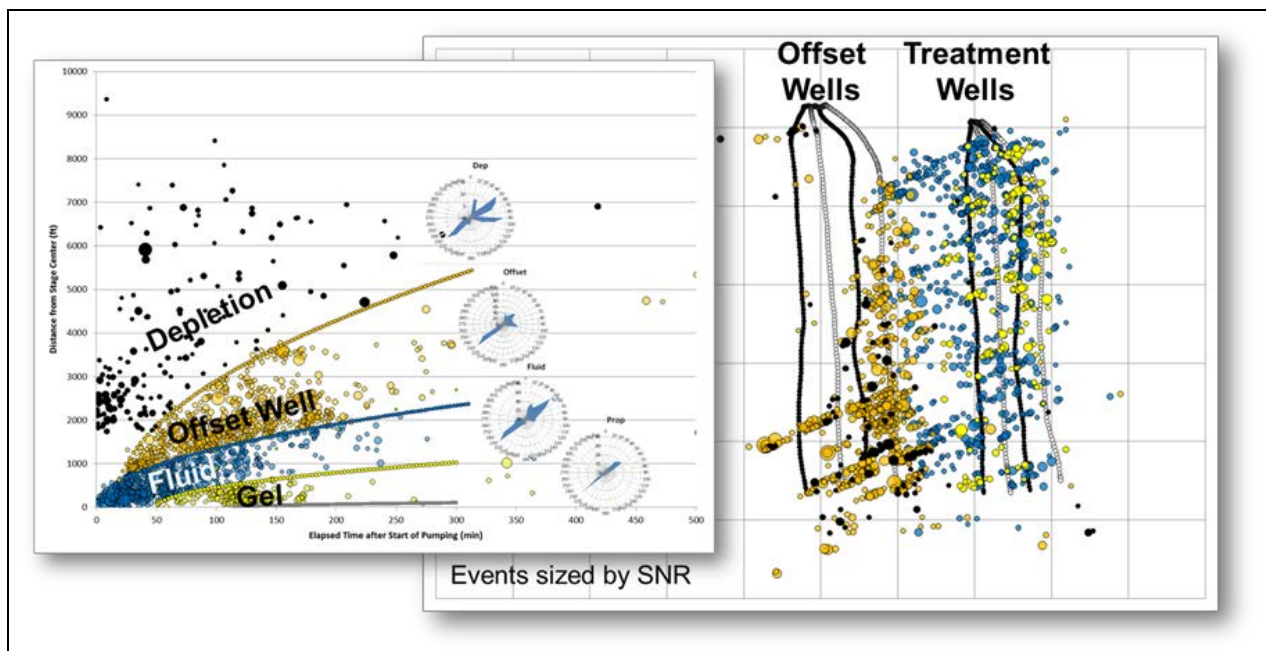 Offset
Wells
Treatment
Wells
10000
9000
8000
7000
6000
5000
4000
3000
2000
1000
0
Distance from Stage Center (ft)
Depletion
Offset Well
Fluid
Gel
Dep
Offset
Fluid
Prop
0 50 100 150 200 250 300 350 400 450 500
Elapsed Time after Start of Pumping (min)
Events sized by SNR